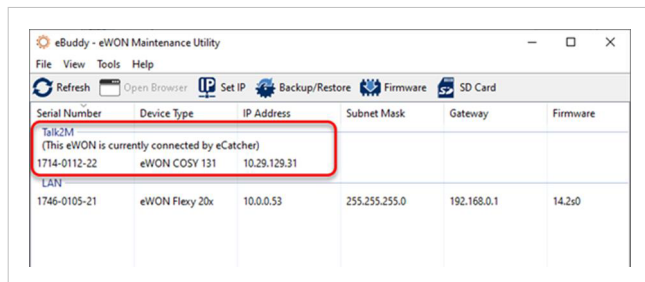 eBuddy - eWON Maintenance Utility
File View Tools Help
Refresh Open Browser Set IP Backup/Restore Firmware SD Card
Serial Number Device Type IP Address Subnet Mask Gateway Firmware
Talk2M
(This eWON is currently connected by eCatcher)
1714-0112-22 eWON COSY 131 10.29.129.31
LAN
1746-0105-21 eWON Flexy 20x 10.0.0.53 255.255.255.0 192.168.0.1 14.2s0